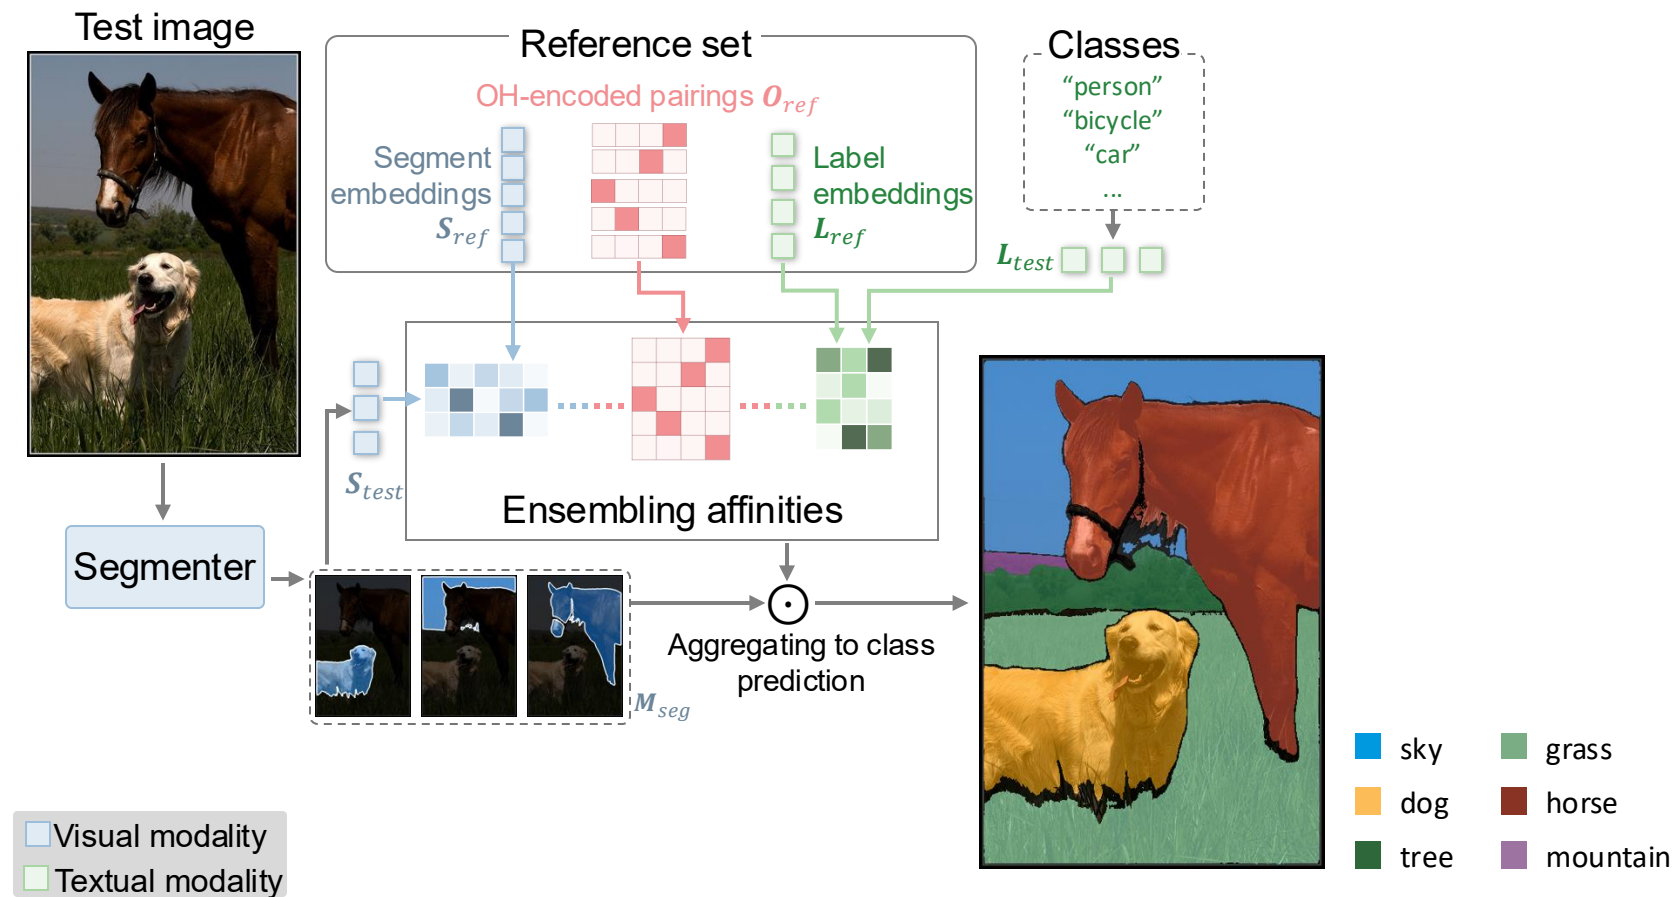 Test image
Reference set
Classes
OH-encoded pairings O_ref
Segment
embeddings
S_ref
Label
embeddings
L_ref
“person”
“bicycle”
“car”
...
L_test
S_test
Ensembling affinities
Segmenter
M_seg
Aggregating to class
prediction
sky
grass
dog
horse
tree
mountain
Visual modality
Textual modality